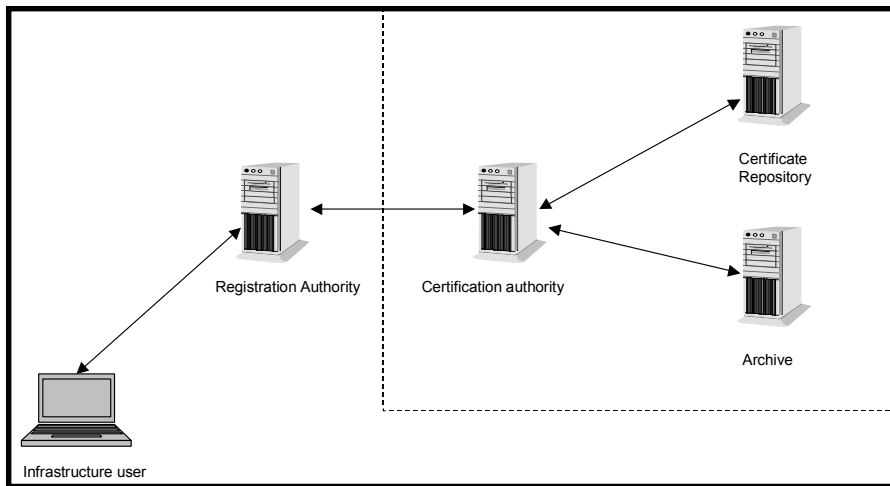 Certificate
Repository
Registration Authority
Certification authority
Archive
Infrastructure user